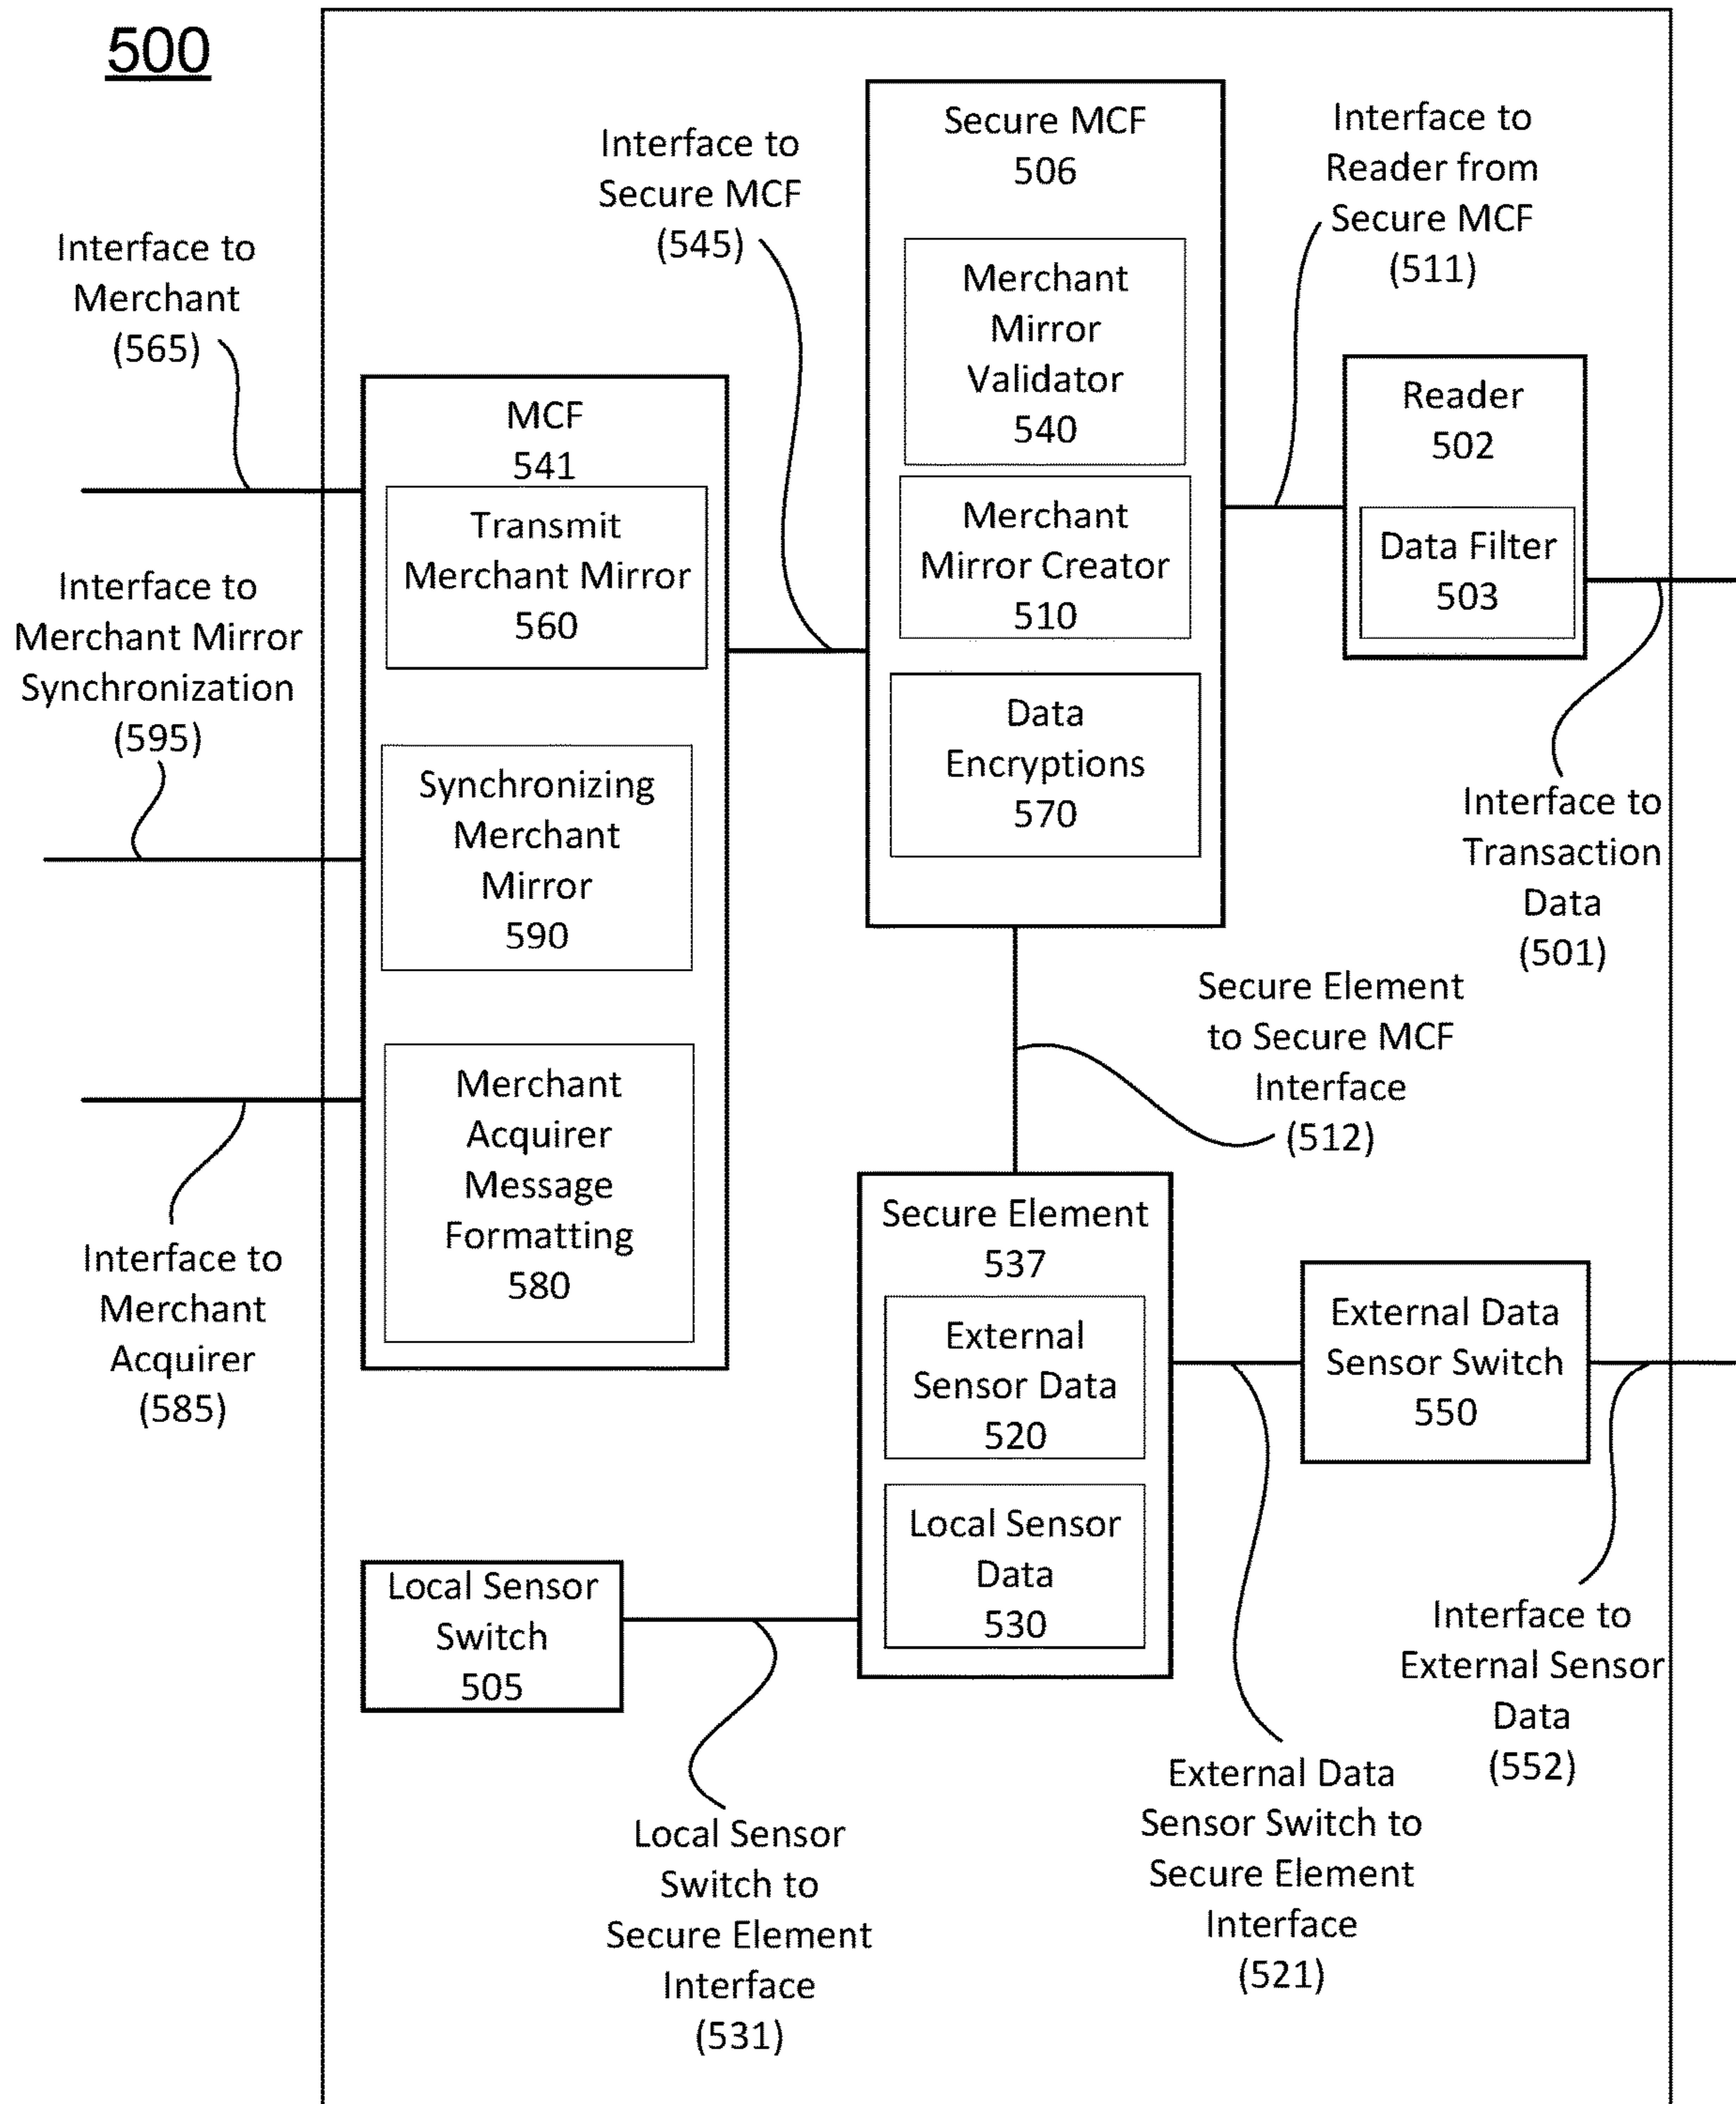 500
Interface to
Merchant
(565)
Interface to
Merchant Mirror
Synchronization
(595)
Interface to
Merchant
Acquirer
(585)
MCF
541
Transmit
Merchant Mirror
560
Synchronizing
Merchant
Mirror
590
Merchant
Acquirer
Message
Formatting
580
Interface to
Secure MCF
(545)
Secure MCF
506
Merchant
Mirror
Validator
540
Merchant
Mirror Creator
510
Data
Encryptions
570
Interface to
Reader from
Secure MCF
(511)
Reader
502
Data Filter
503
Interface to
Transaction
Data
(501)
Secure Element
to Secure MCF
Interface
(512)
Secure Element
537
External
Sensor Data
520
Local Sensor
Data
530
External Data
Sensor Switch
550
Local Sensor
Switch
505
Interface to
External Sensor
Data
(552)
External Data
Sensor Switch to
Secure Element
Interface
(521)
Local Sensor
Switch to
Secure Element
Interface
(531)